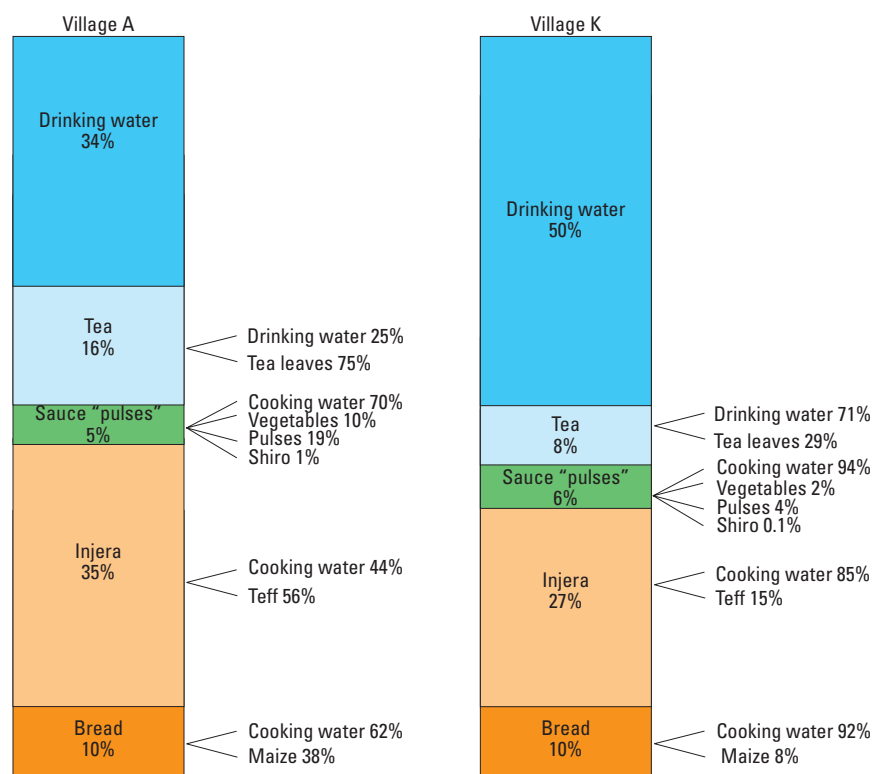 Village A
Drinking water
34%
Tea
16%
Drinking water 25%
Tea leaves 75%
Sauce “pulses”
5%
Cooking water 70%
Vegetables 10%
Pulses 19%
Shiro 1%
Injera
35%
Cooking water 44%
Teff 56%
Bread
10%
Cooking water 62%
Maize 38%
Village K
Drinking water
50%
Tea
8%
Drinking water 71%
Tea leaves 29%
Sauce “pulses”
6%
Cooking water 94%
Vegetables 2%
Pulses 4%
Shiro 0.1%
Injera
27%
Cooking water 85%
Teff 15%
Bread
10%
Cooking water 92%
Maize 8%